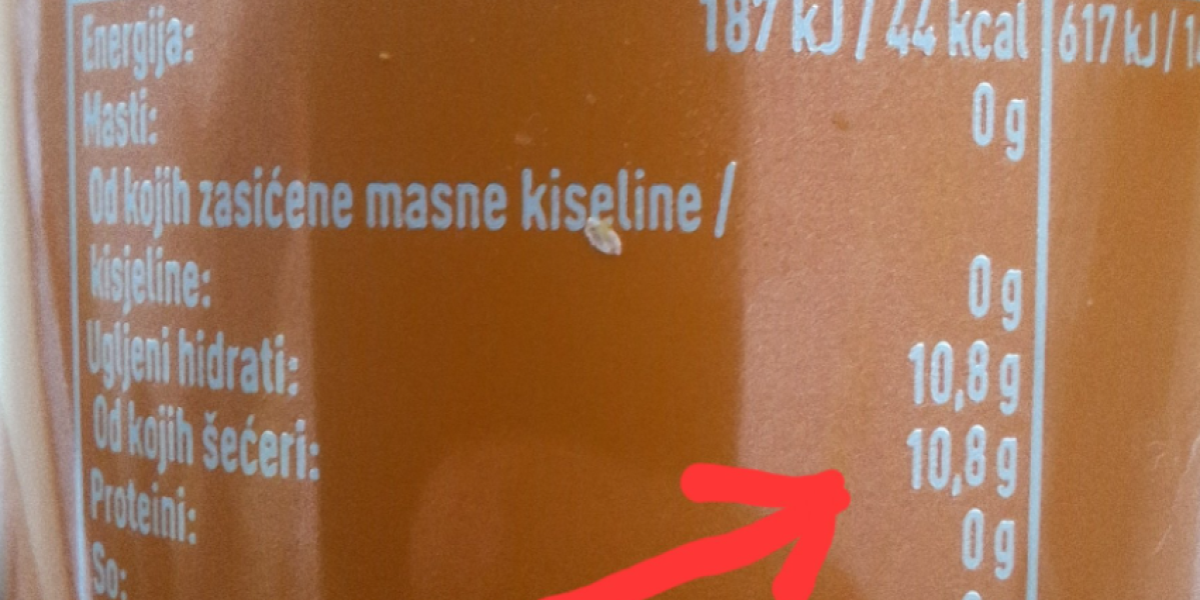 Energija: 187 kJ / 44 kcal 617 kJ /
Masti: 0 g
Od kojih zasićene masne kiseline /
kisjeline: 0 g
Ugljeni hidrati: 10,8 g
Od kojih šećeri: 10,8 g
Proteini: 0 g
So: